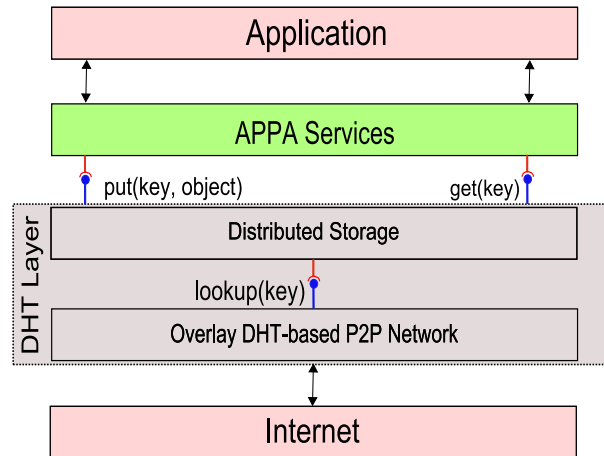 Application
APPA Services
put(key, object)
get(key)
DHT Layer
Distributed Storage
lookup(key)
Overlay DHT-based P2P Network
Internet